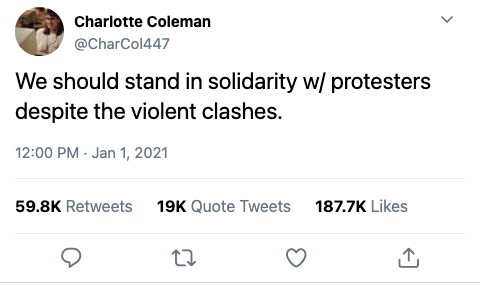 Charlotte Coleman
@CharCol447
We should stand in solidarity w/ protesters
despite the violent clashes.
12:00 PM · Jan 1, 2021
59.8K Retweets 19K Quote Tweets 187.7K Likes